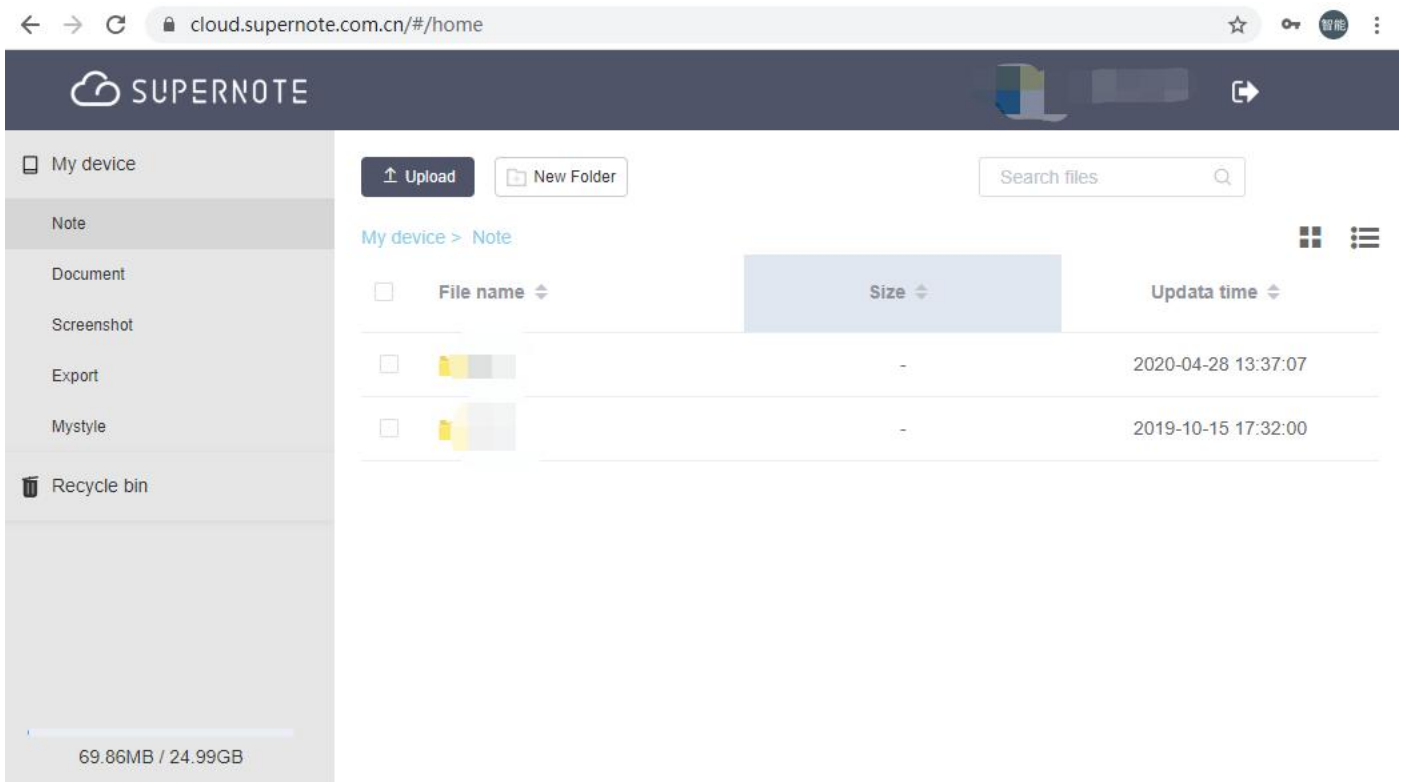 cloud.supernote.com.cn/#/home
智能
SUPERNOTE
My device
Note
Document
Screenshot
Export
Mystyle
Recycle bin
69.86MB / 24.99GB
Upload
New Folder
Search files
My device > Note
File name
Size
Updata time
-
2020-04-28 13:37:07
-
2019-10-15 17:32:00